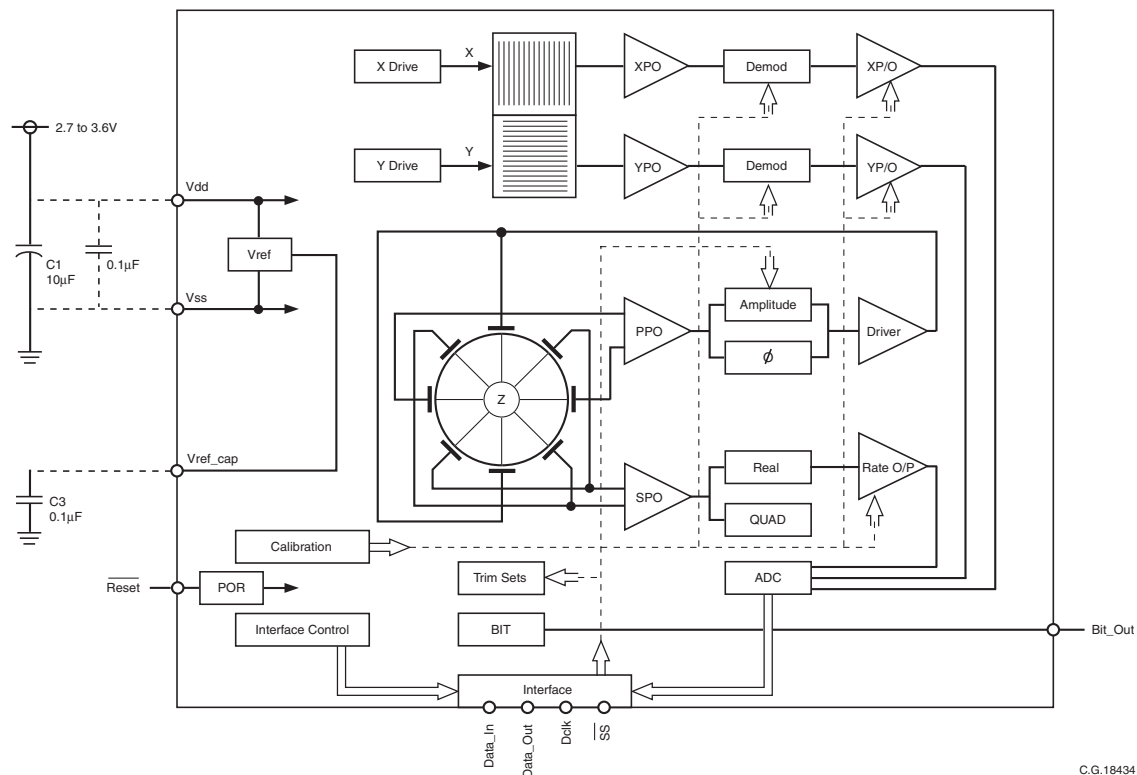 X Drive
X
XPO
Demod
XP/O
2.7 to 3.6V
Y Drive
Y
YPO
Demod
YP/O
Vdd
C1
10µF
0.1µF
Vref
Vss
Amplitude
PPO
Driver
ϕ
Z
Vref_cap
C3
0.1µF
Real
Rate O/P
SPO
QUAD
Calibration
Reset
POR
Trim Sets
ADC
Interface Control
BIT
Bit_Out
Interface
Data_In
Data_Out
Dclk
SS
C.G.18434